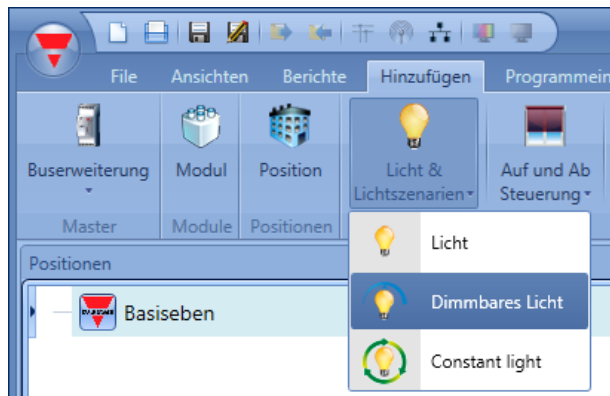 File Ansichten Berichte Hinzufügen Programmein
Buserweiterung Modul Position Licht & Lichtszenarien Auf und Ab Steuerung
Master Module Positionen
Positionen
Basiseben
Licht
Dimmbares Licht
Constant light